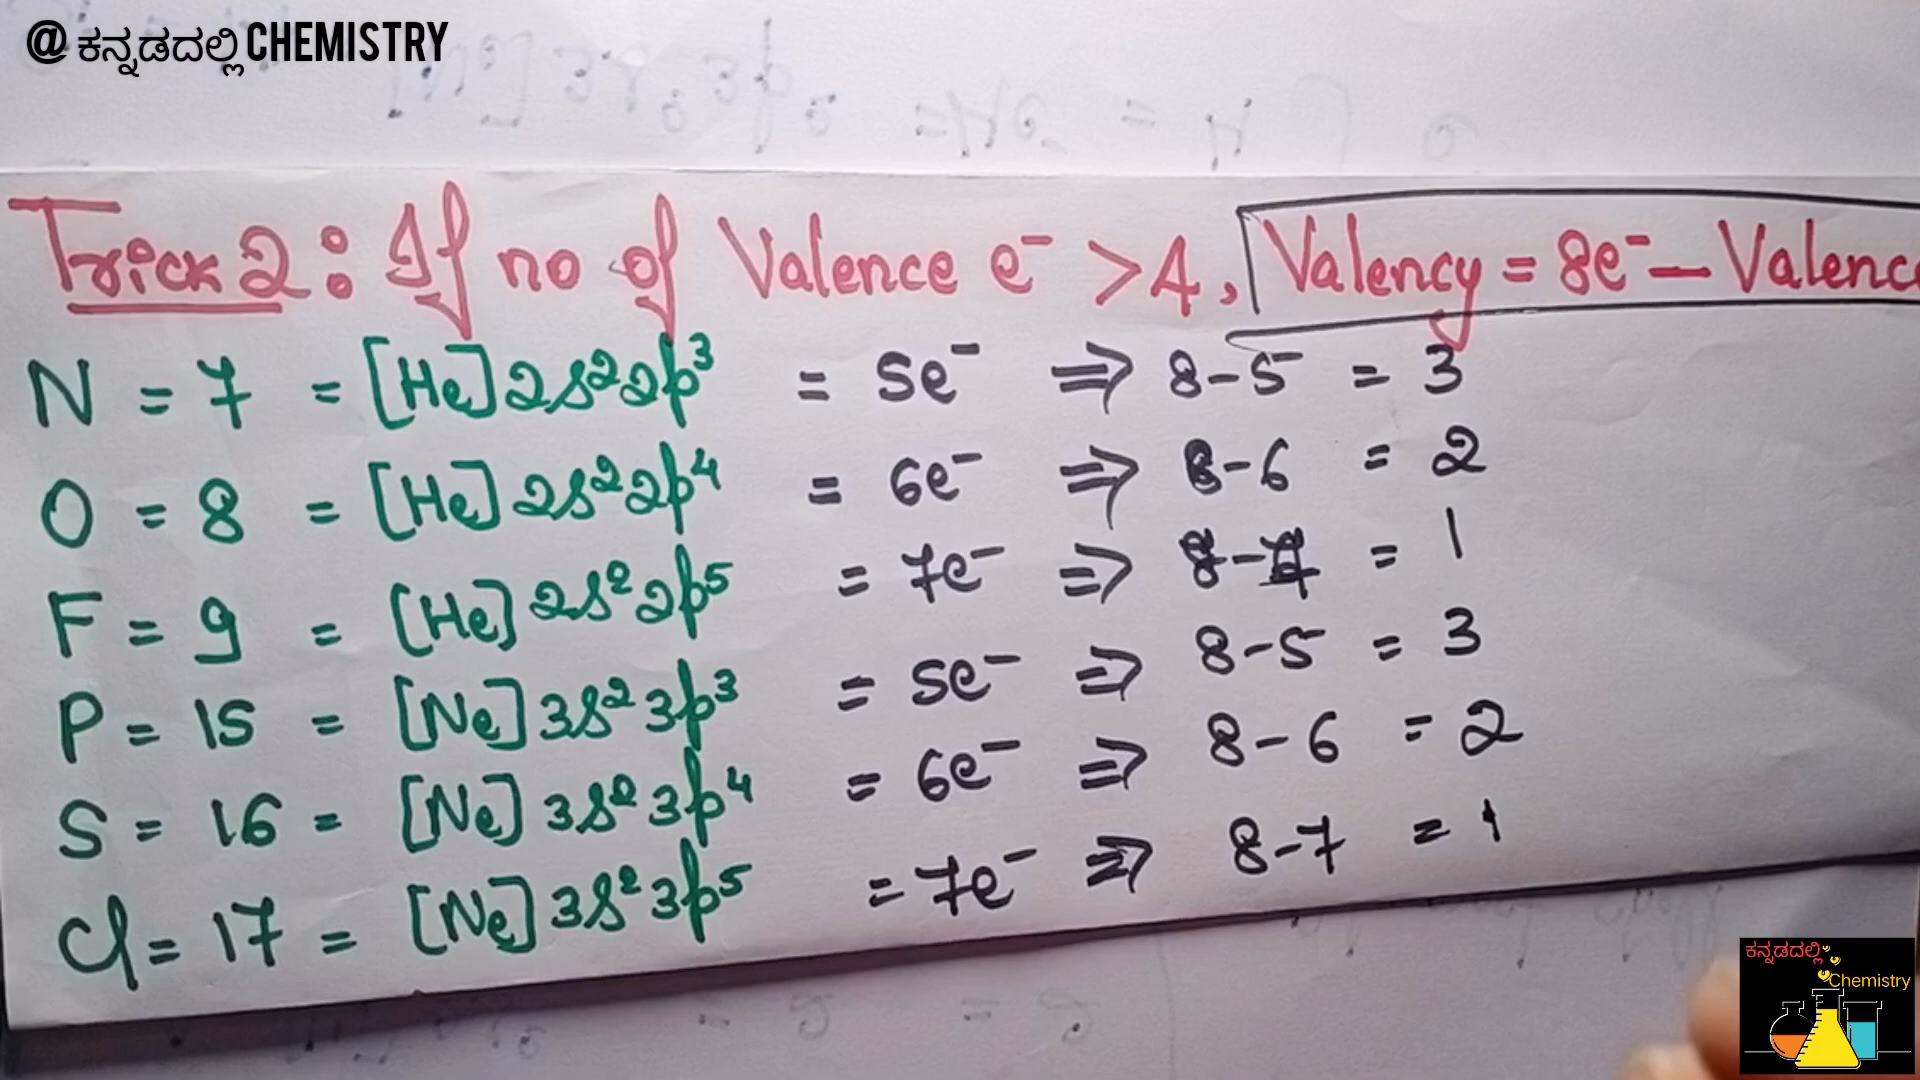 @ ಕನ್ನಡದಲ್ಲಿ CHEMISTRY
Trick 2: If no of Valence e⁻ > 4, Valency = 8e⁻ – Valenc
N = 7 = [He] 2s² 2p³ = 5e⁻ ⇒ 8-5 = 3
O = 8 = [He] 2s² 2p⁴ = 6e⁻ ⇒ 8-6 = 2
F = 9 = [He] 2s² 2p⁵ = 7e⁻ ⇒ 8-7 = 1
P = 15 = [Ne] 3s² 3p³ = 5e⁻ ⇒ 8-5 = 3
S = 16 = [Ne] 3s² 3p⁴ = 6e⁻ ⇒ 8-6 = 2
Cl = 17 = [Ne] 3s² 3p⁵ = 7e⁻ ⇒ 8-7 = 1
ಕನ್ನಡದಲ್ಲಿ
Chemistry